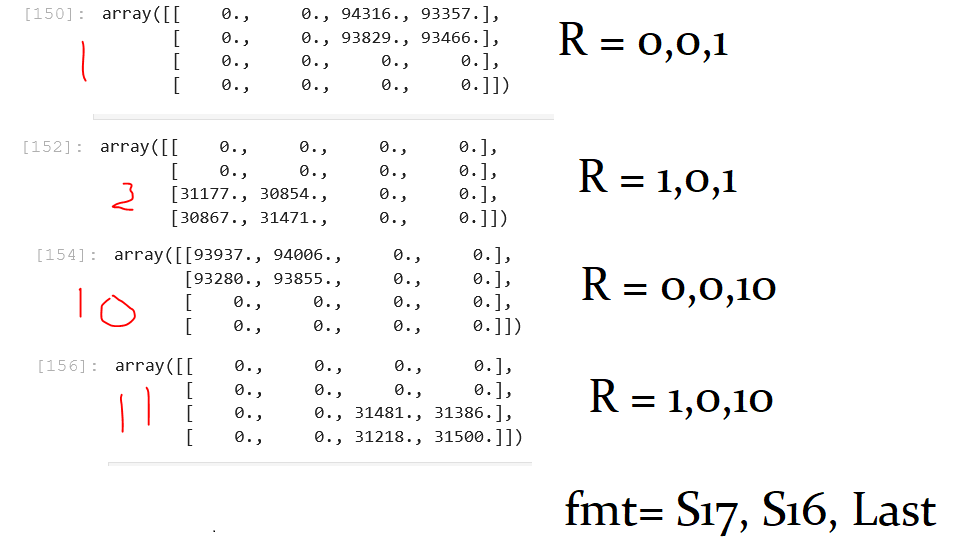 [150]: array([[ 0., 0., 94316., 93357.],
[ 0., 0., 93829., 93466.],
[ 0., 0., 0., 0.],
[ 0., 0., 0., 0.]])
1
R = 0,0,1
[152]: array([[ 0., 0., 0., 0.],
[ 0., 0., 0., 0.],
[31177., 30854., 0., 0.],
[30867., 31471., 0., 0.]])
2
R = 1,0,1
[154]: array([[93937., 94006., 0., 0.],
[93280., 93855., 0., 0.],
[ 0., 0., 0., 0.],
[ 0., 0., 0., 0.]])
10
R = 0,0,10
[156]: array([[ 0., 0., 0., 0.],
[ 0., 0., 0., 0.],
[ 0., 0., 31481., 31386.],
[ 0., 0., 31218., 31500.]])
11
R = 1,0,10
fmt= S17, S16, Last